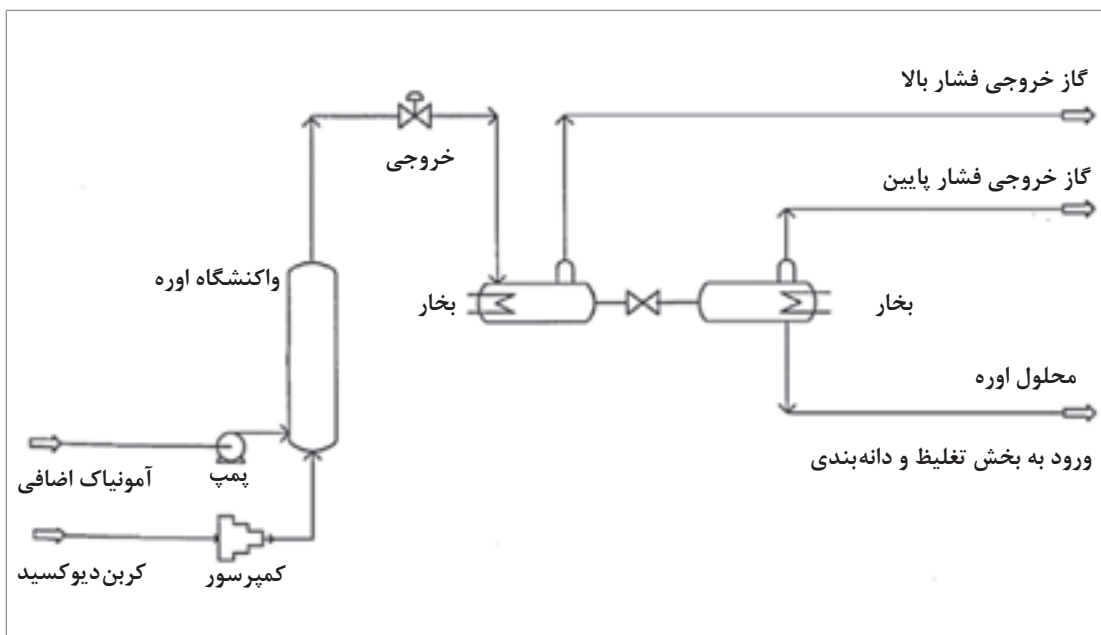 گاز خروجی فشار بالا
خروجی
گاز خروجی فشار پایین
واکنشگاه اوره
بخار
بخار
محلول اوره
ورود به بخش تغلیظ و دانه‌بندی
پمپ
آمونیاک اضافی
کمپرسور
کربن‌دیوکسید